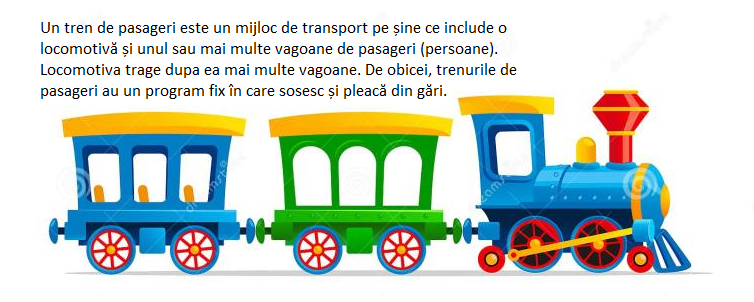 Un tren de pasageri este un mijloc de transport pe șine ce include o
locomotivă și unul sau mai multe vagoane de pasageri (persoane).
Locomotiva trage dupa ea mai multe vagoane. De obicei, trenurile de
pasageri au un program fix în care sosesc și pleacă din gări.